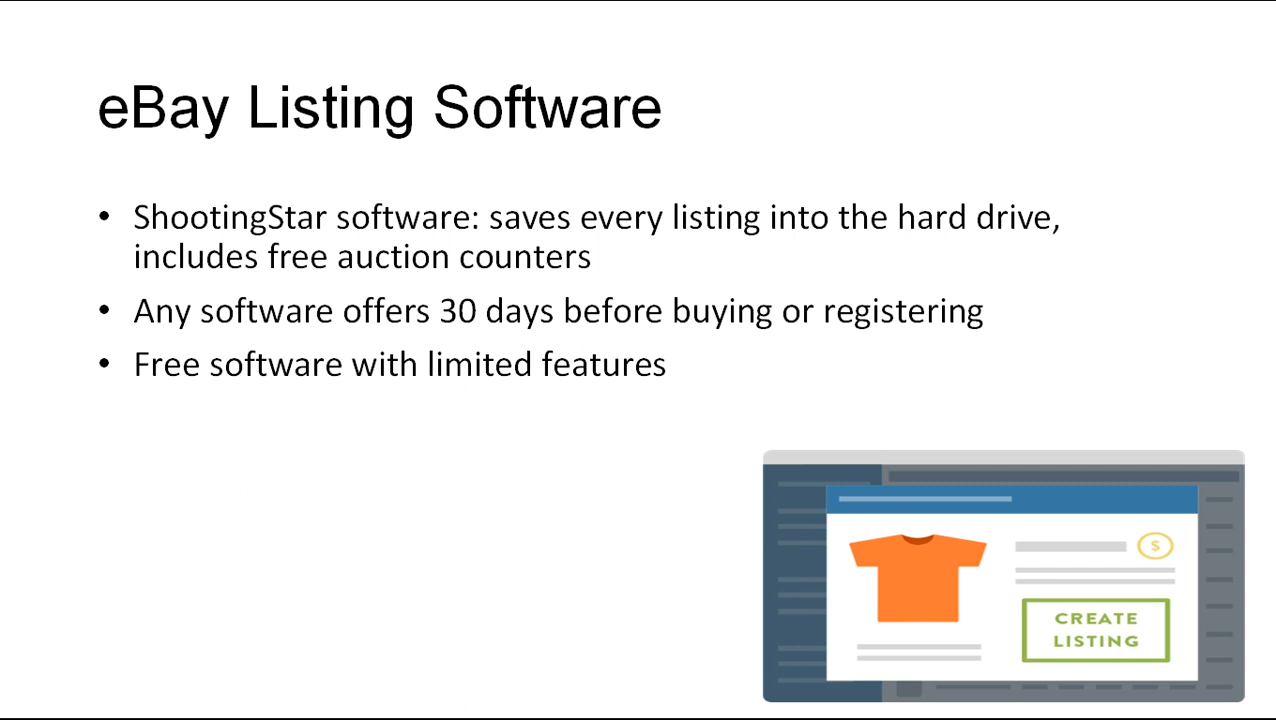 eBay Listing Software
• ShootingStar software: saves every listing into the hard drive,
includes free auction counters
• Any software offers 30 days before buying or registering
• Free software with limited features
$
CREATE
LISTING